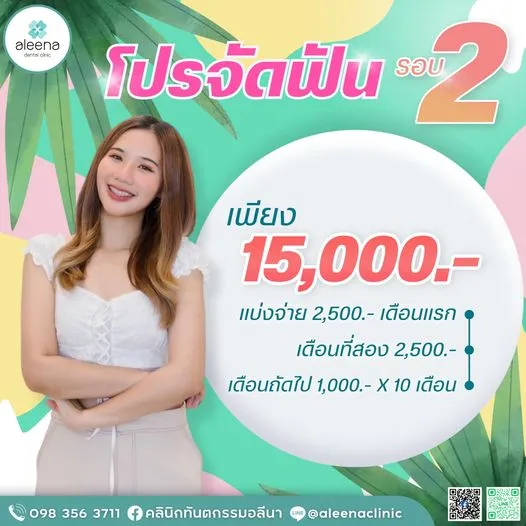 aleena
dental clinic
โปรจัดฟัน รอบ 2
เพียง
15,000.-
แบ่งจ่าย 2,500.- เดือนแรก
เดือนที่สอง 2,500.-
เดือนถัดไป 1,000.- X 10 เดือน
098 356 3711 คลินิกทันตกรรมอลีนา @aleenaclinic